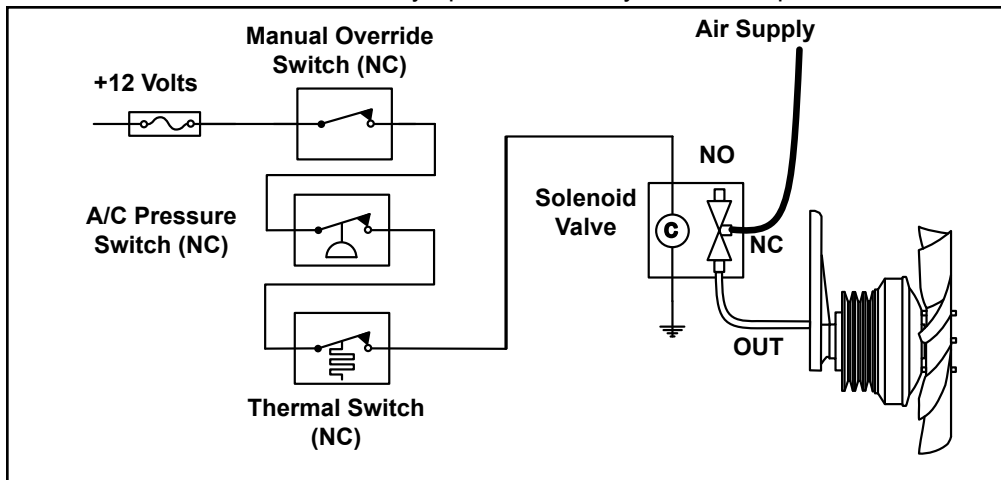 Manual Override
Switch (NC)
Air Supply
+12 Volts
NO
A/C Pressure
Switch (NC)
Solenoid
Valve
C
NC
OUT
Thermal Switch
(NC)